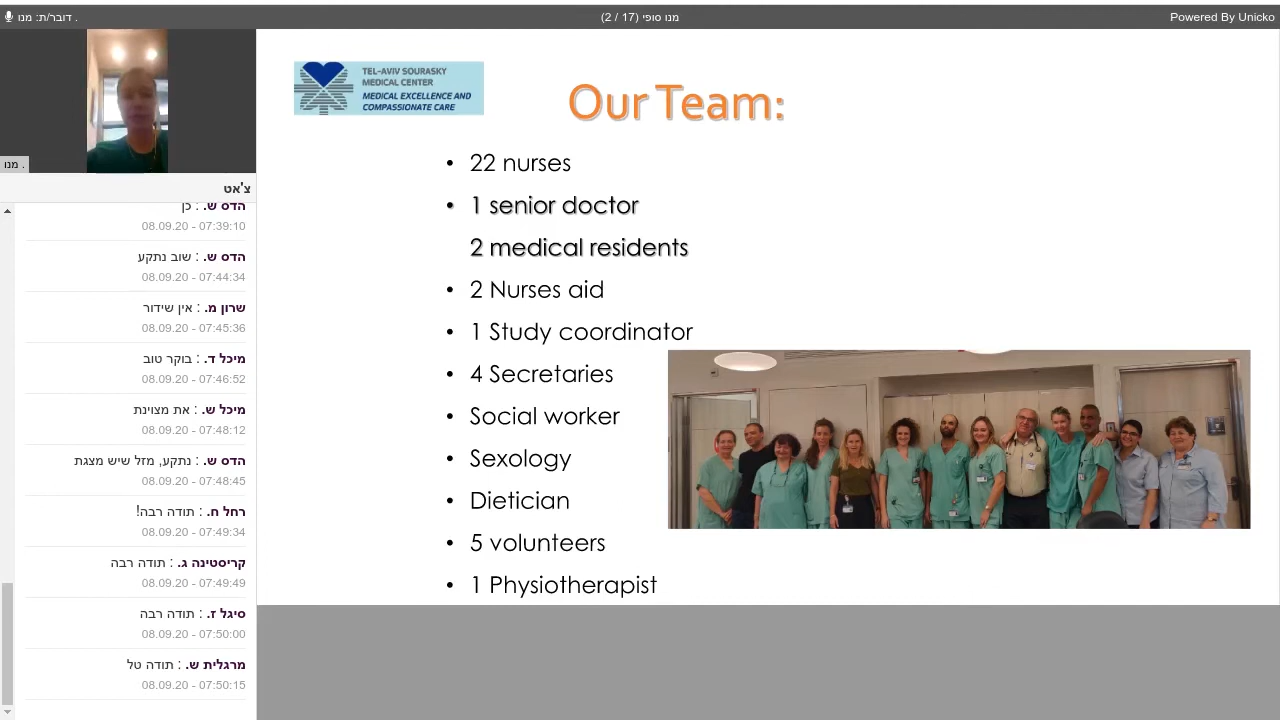 דובר/ת: מנו .
מנו סופי (17 / 2)
Powered By Unicko
מנו .
צ'אט
הדס ש. : כן
08.09.20 - 07:39:10
הדס ש. : שוב נתקע
08.09.20 - 07:44:34
שרון מ. : אין שידור
08.09.20 - 07:45:36
מיכל ד. : בוקר טוב
08.09.20 - 07:46:52
מיכל ש. : את מצוינת
08.09.20 - 07:48:12
הדס ש. : נתקע, מזל שיש מצגת
08.09.20 - 07:48:45
רחל ח. : תודה רבה!
08.09.20 - 07:49:34
קריסטינה ג. : תודה רבה
08.09.20 - 07:49:49
סיגל ז. : תודה רבה
08.09.20 - 07:50:00
מרגלית ש. : תודה טל
08.09.20 - 07:50:15
TEL-AVIV SOURASKY
MEDICAL CENTER
MEDICAL EXCELLENCE AND
COMPASSIONATE CARE
Our Team:
• 22 nurses
• 1 senior doctor
2 medical residents
• 2 Nurses aid
• 1 Study coordinator
• 4 Secretaries
• Social worker
• Sexology
• Dietician
• 5 volunteers
• 1 Physiotherapist